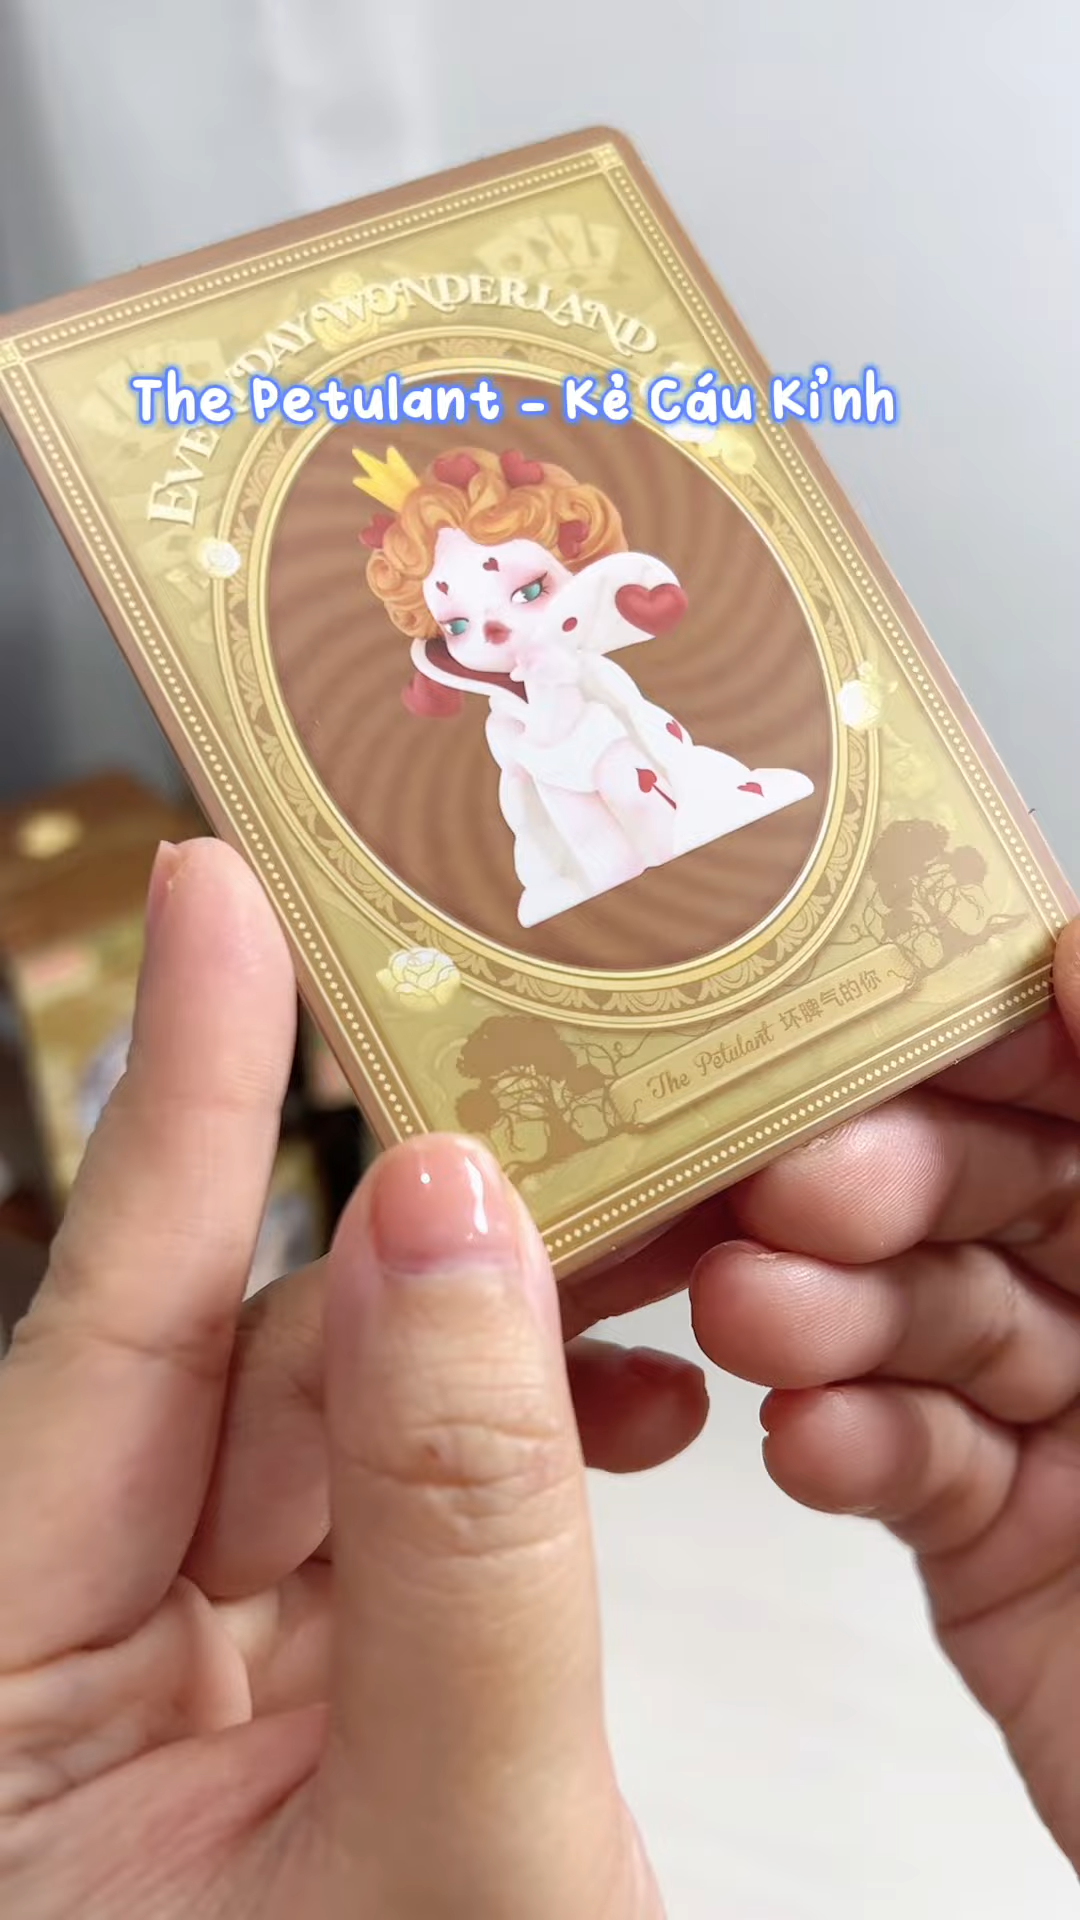 EVERYDAY WONDERLAND
The Petulant - Kẻ Cáu Kỉnh
The Petulant 坏脾气的你